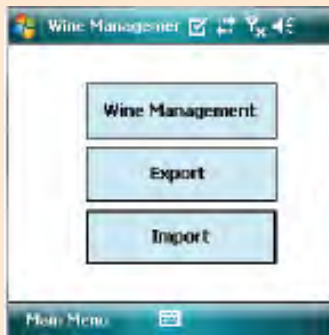 Wine Managemer
Wine Management
Export
Import
Main Menu